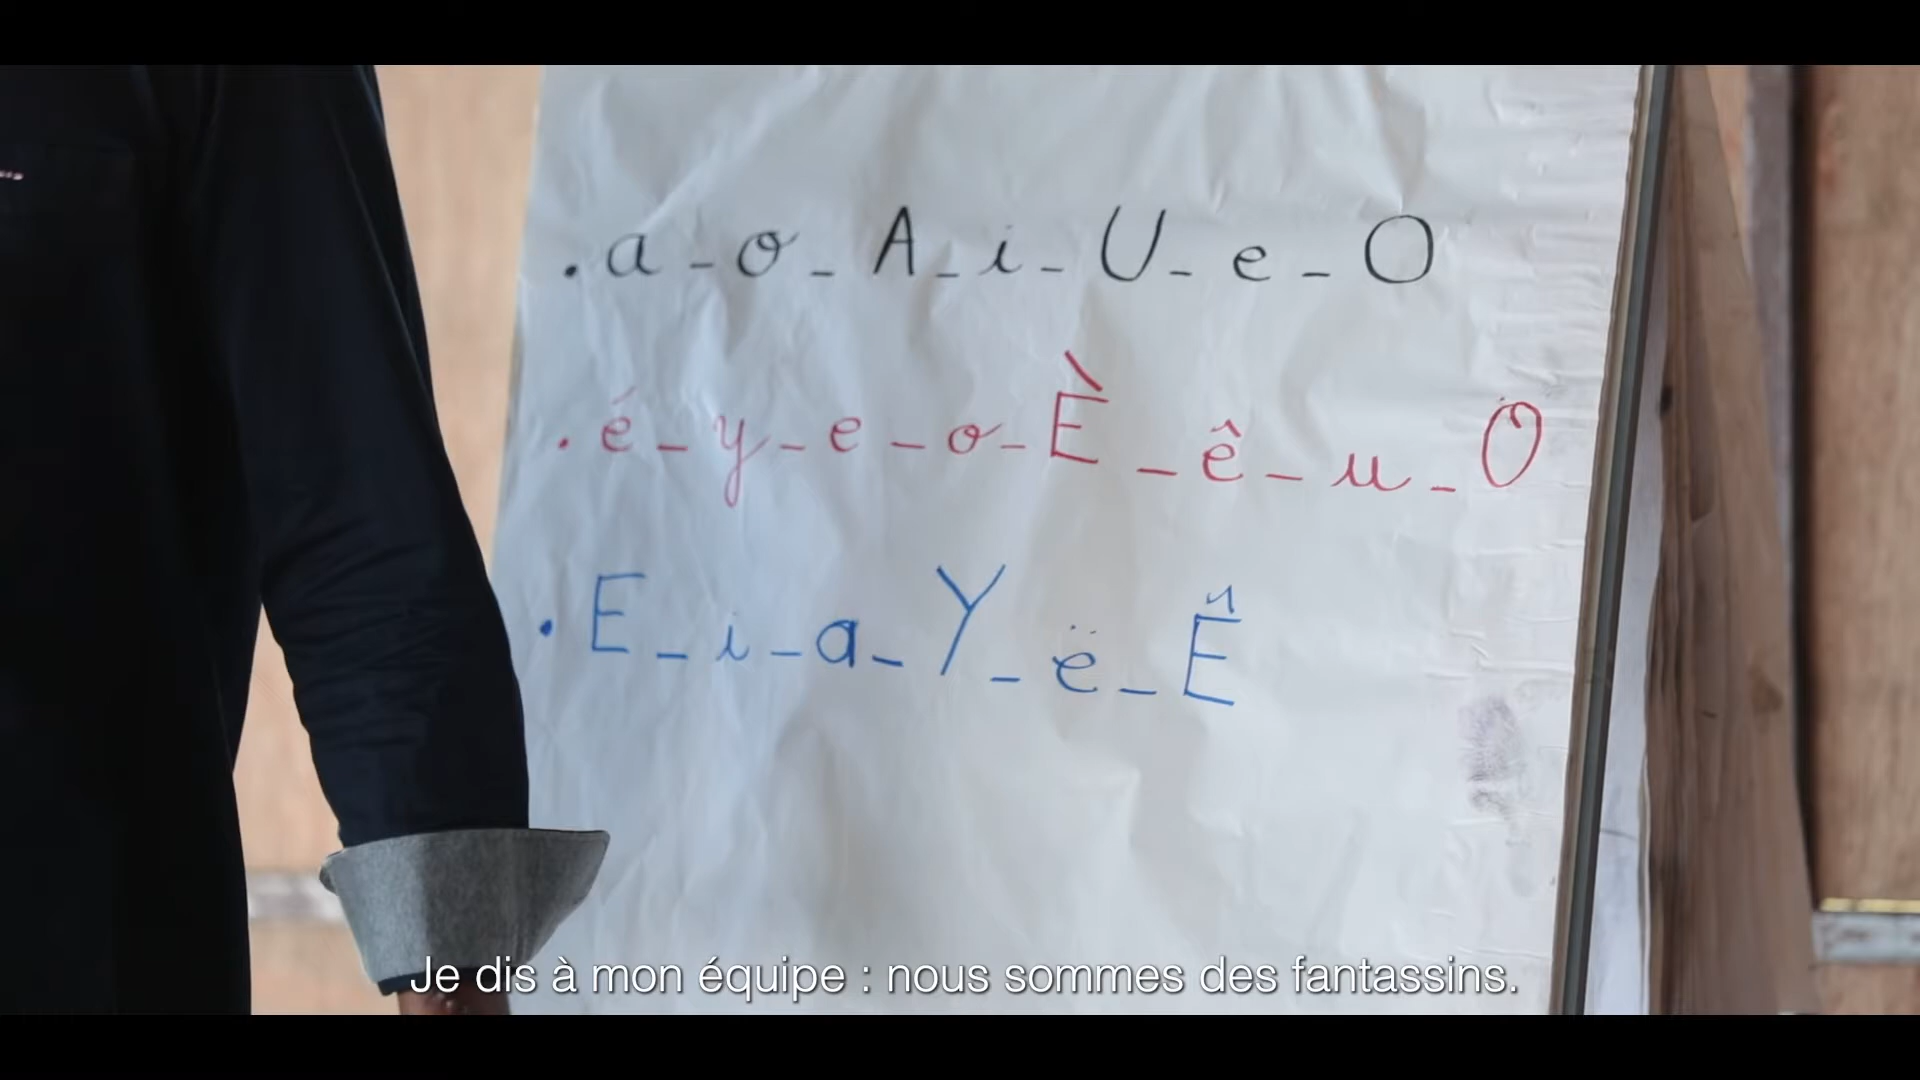 . a - o - A - i - U - e - O
. é - y - e - o - È - ê - u - O
. E - i - a - Y - ë - Ê
Je dis à mon équipe : nous sommes des fantassins.